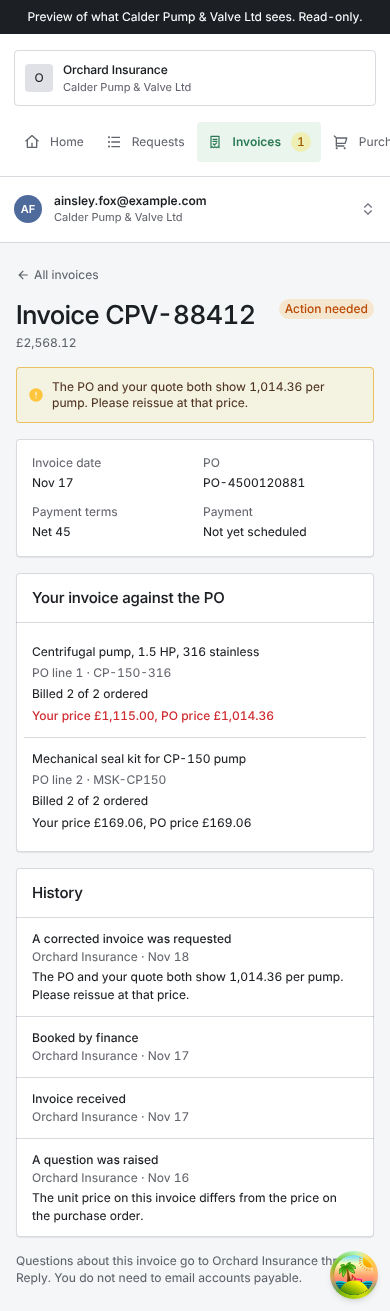 Preview of what Calder Pump & Valve Ltd sees. Read-only.
O
Orchard Insurance
Calder Pump & Valve Ltd
Home
Requests
Invoices
1
Purch
AF
ainsley.fox@example.com
Calder Pump & Valve Ltd
← All invoices
Invoice CPV-88412
Action needed
£2,568.12
The PO and your quote both show 1,014.36 per
pump. Please reissue at that price.
Invoice date
PO
Nov 17
PO-4500120881
Payment terms
Payment
Net 45
Not yet scheduled
Your invoice against the PO
Centrifugal pump, 1.5 HP, 316 stainless
PO line 1 · CP-150-316
Billed 2 of 2 ordered
Your price £1,115.00, PO price £1,014.36
Mechanical seal kit for CP-150 pump
PO line 2 · MSK-CP150
Billed 2 of 2 ordered
Your price £169.06, PO price £169.06
History
A corrected invoice was requested
Orchard Insurance · Nov 18
The PO and your quote both show 1,014.36 per pump.
Please reissue at that price.
Booked by finance
Orchard Insurance · Nov 17
Invoice received
Orchard Insurance · Nov 17
A question was raised
Orchard Insurance · Nov 16
The unit price on this invoice differs from the price on
the purchase order.
Questions about this invoice go to Orchard Insurance
Reply. You do not need to email accounts payable.